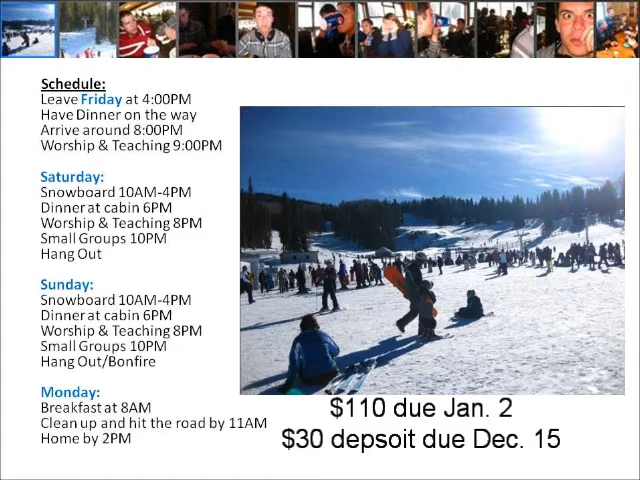 Schedule:
Leave Friday at 4:00PM
Have Dinner on the way
Arrive around 8:00PM
Worship & Teaching 9:00PM
Saturday:
Snowboard 10AM-4PM
Dinner at cabin 6PM
Worship & Teaching 8PM
Small Groups 10PM
Hang Out
Sunday:
Snowboard 10AM-4PM
Dinner at cabin 6PM
Worship & Teaching 8PM
Small Groups 10PM
Hang Out/Bonfire
Monday:
Breakfast at 8AM
Clean up and hit the road by 11AM
Home by 2PM
$110 due Jan. 2
$30 depsoit due Dec. 15